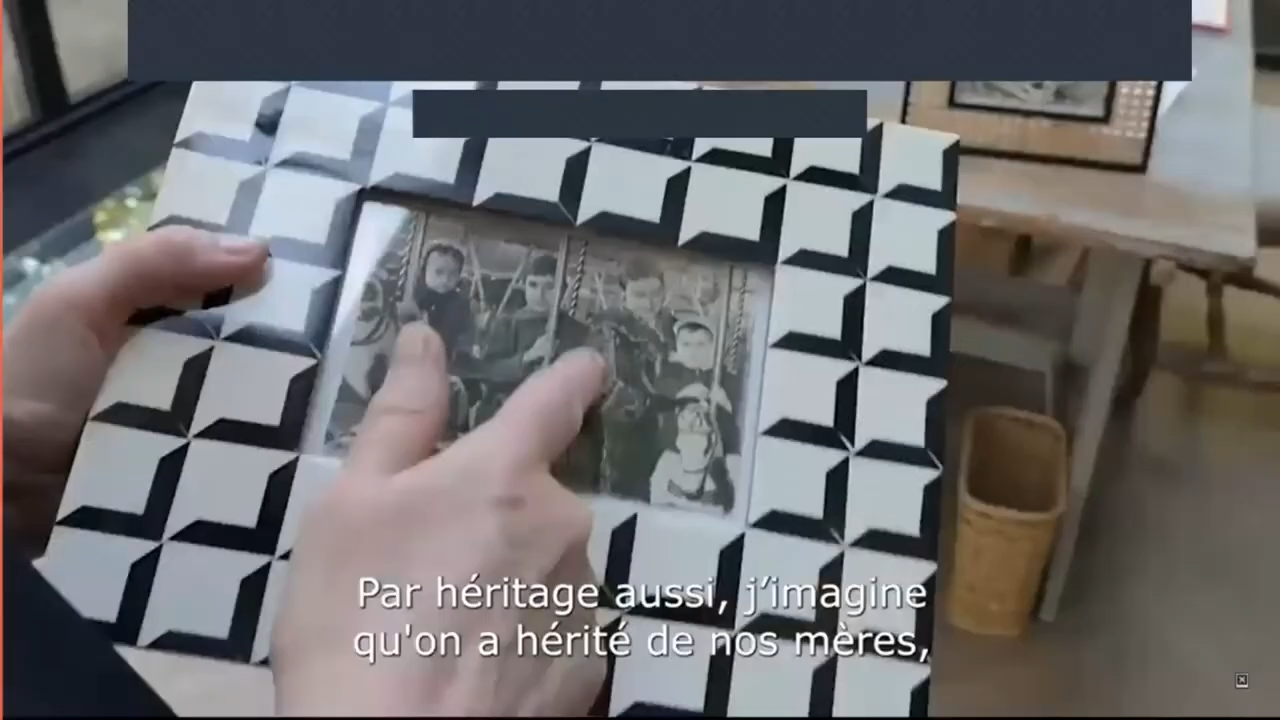 Par héritage aussi, j’imagine
qu'on a hérité de nos mères,